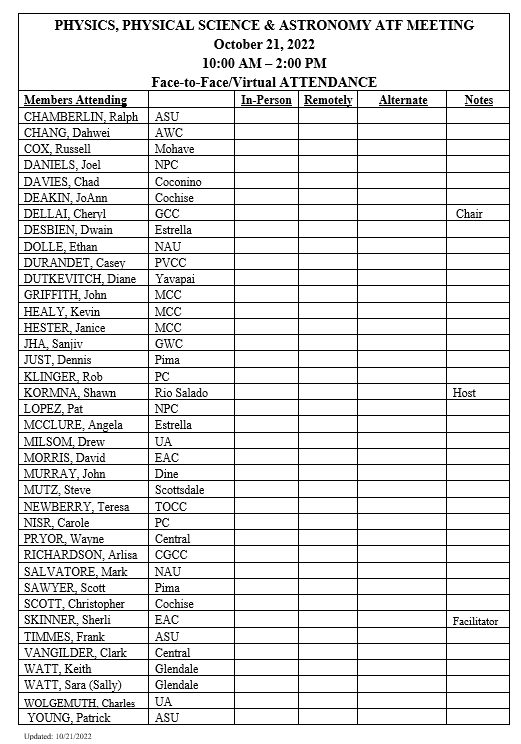 PHYSICS, PHYSICAL SCIENCE & ASTRONOMY ATF MEETING
October 21, 2022
10:00 AM – 2:00 PM
Face-to-Face/Virtual ATTENDANCE
Members Attending In-Person Remotely Alternate Notes
CHAMBERLIN, Ralph ASU
CHANG, Dahwei AWC
COX, Russell Mohave
DANIELS, Joel NPC
DAVIES, Chad Coconino
DEAKIN, JoAnn Cochise
DELLAI, Cheryl GCC Chair
DESBIEN, Dwain Estrella
DOLLE, Ethan NAU
DURANDET, Casey PVCC
DUTKEVITCH, Diane Yavapai
GRIFFITH, John MCC
HEALY, Kevin MCC
HESTER, Janice MCC
JHA, Sanjiv GWC
JUST, Dennis Pima
KLINGER, Rob PC
KORMNA, Shawn Rio Salado Host
LOPEZ, Pat NPC
MCCLURE, Angela Estrella
MILSOM, Drew UA
MORRIS, David EAC
MURRAY, John Dine
MUTZ, Steve Scottsdale
NEWBERRY, Teresa TOCC
NISR, Carole PC
PRYOR, Wayne Central
RICHARDSON, Arlisa CGCC
SALVATORE, Mark NAU
SAWYER, Scott Pima
SCOTT, Christopher Cochise
SKINNER, Sherli EAC Facilitator
TIMMES, Frank ASU
VANGILDER, Clark Central
WATT, Keith Glendale
WATT, Sara (Sally) Glendale
WOLGEMUTH, Charles UA
YOUNG, Patrick ASU
Updated: 10/21/2022